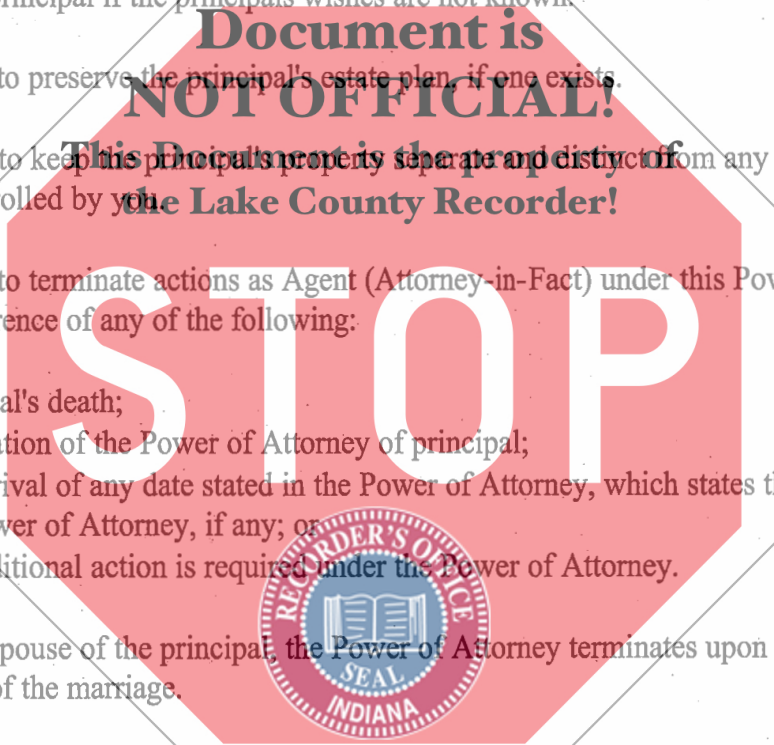 principal if the principals wishes are not known.
Document is
to preserve the principal's estate plan, if one exists.
NOT OFFICIAL!
to keep the principal's property separate and distinct from any
This Document is the property of
rolled by you.
the Lake County Recorder!
to terminate actions as Agent (Attorney-in-Fact) under this Pow
rence of any of the following:
STOP
al's death;
ation of the Power of Attorney of principal;
ival of any date stated in the Power of Attorney, which states th
wer of Attorney, if any; or
litional action is required under the Power of Attorney.
RECORDER'S OFFICE
SEAL
INDIANA
pouse of the principal, the Power of Attorney terminates upon
of the marriage.